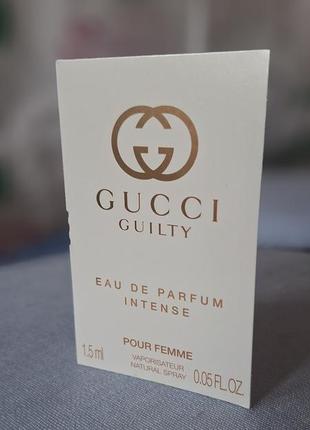 GUCCI
GUILTY
EAU DE PARFUM
INTENSE
POUR FEMME
VAPORISATEUR
NATURAL SPRAY
1.5 ml 0.05 FL.OZ.